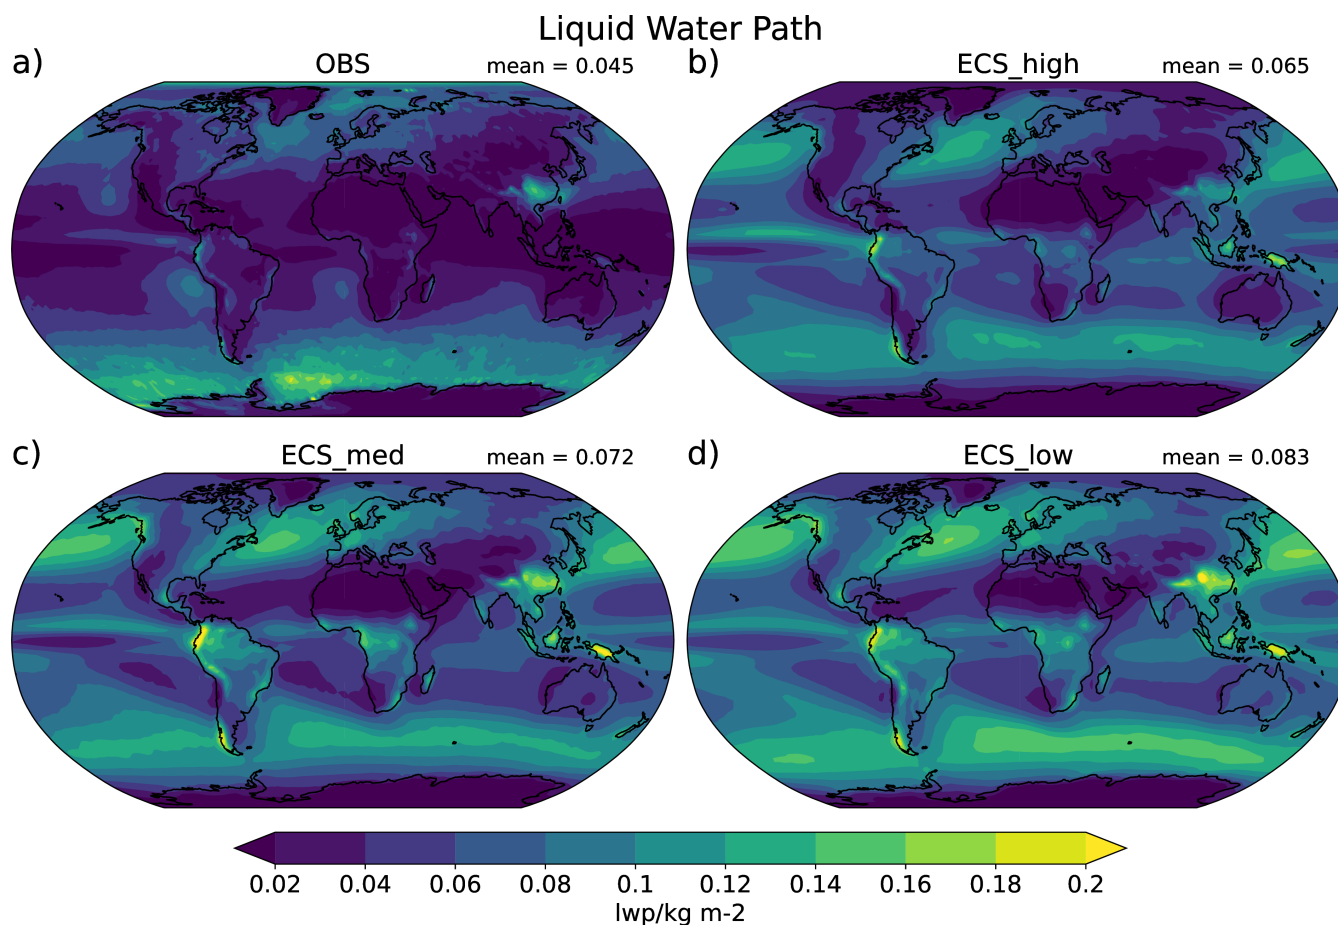 Liquid Water Path
a) OBS mean = 0.045
b) ECS_high mean = 0.065
c) ECS_med mean = 0.072
d) ECS_low mean = 0.083
0.02 0.04 0.06 0.08 0.1 0.12 0.14 0.16 0.18 0.2
lwp/kg m-2